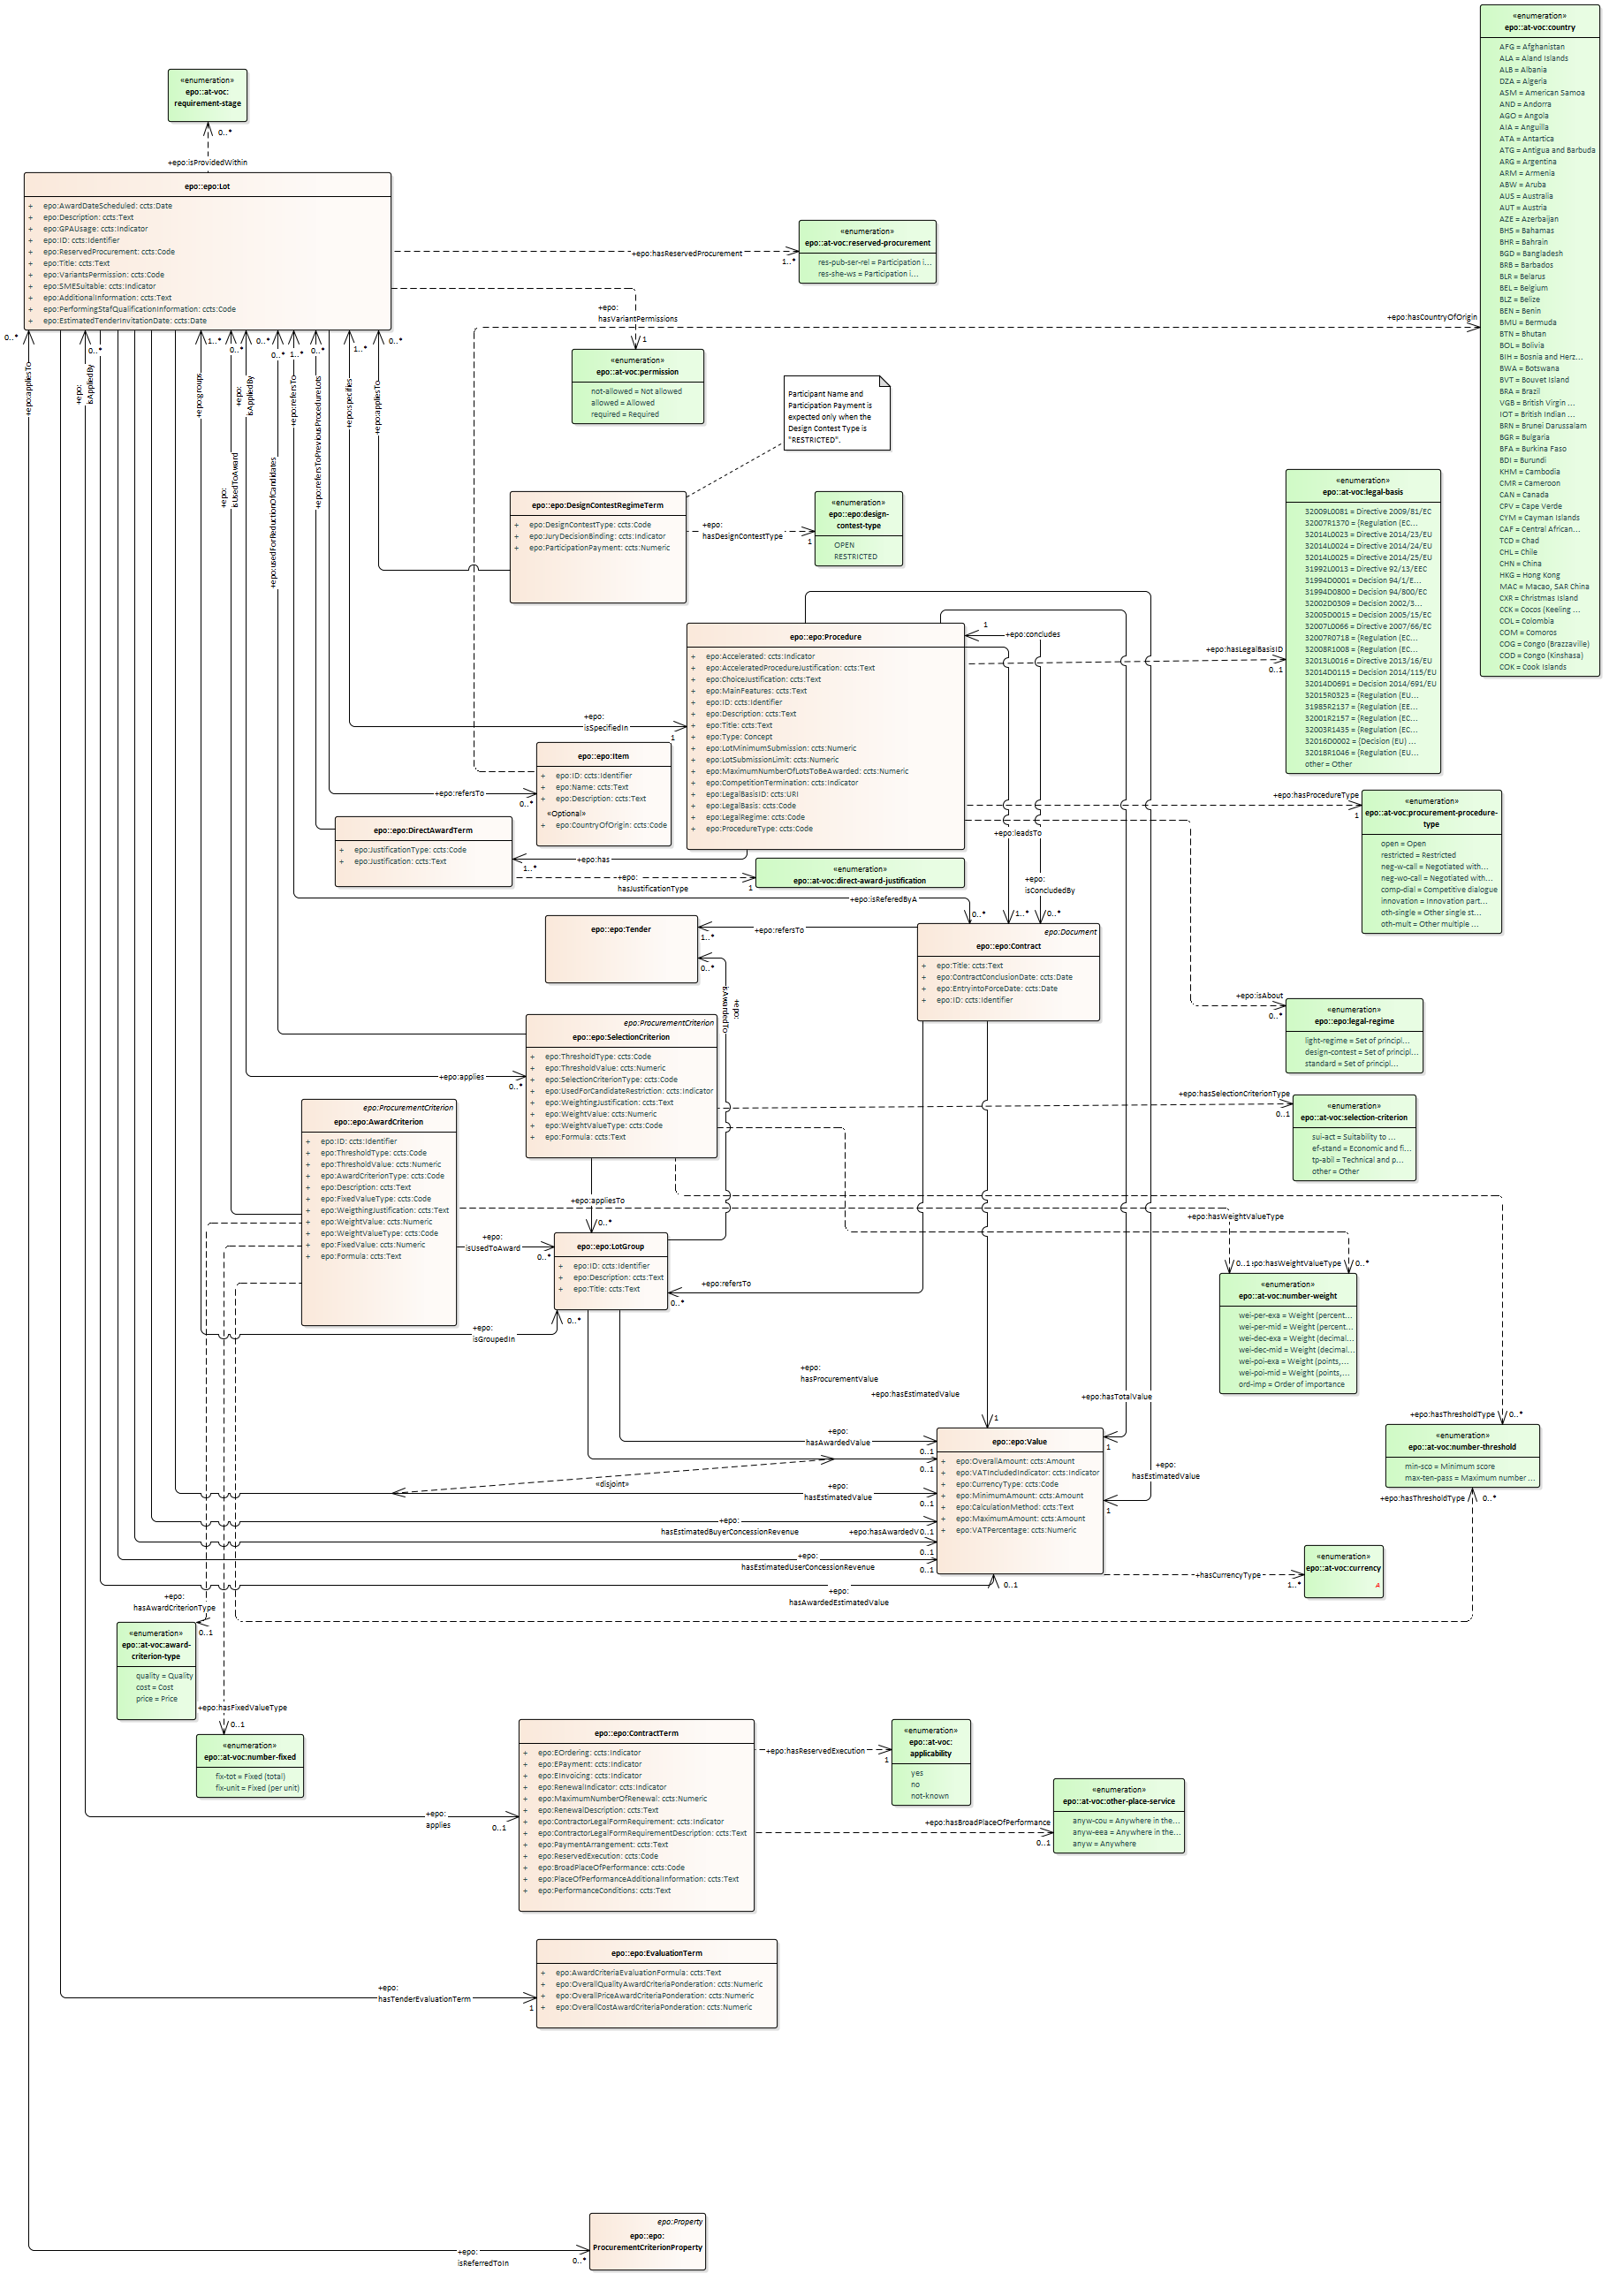 «enumeration»
epo::at-voc:country
AFG = Afghanistan
ALA = Aland Islands
ALB = Albania
DZA = Algeria
ASM = American Samoa
AND = Andorra
AGO = Angola
AIA = Anguilla
ATA = Antartica
ATG = Antigua and Barbuda
ARG = Argentina
ARM = Armenia
ABW = Aruba
AUS = Australia
AUT = Austria
AZE = Azerbaijan
BHS = Bahamas
BHR = Bahrain
BGD = Bangladesh
BRB = Barbados
BLR = Belarus
BEL = Belgium
BLZ = Belize
BEN = Benin
BMU = Bermuda
BTN = Bhutan
BOL = Bolivia
BIH = Bosnia and Herz...
BWA = Botswana
BVT = Bouvet Island
BRA = Brazil
VGB = British Virgin ...
IOT = British Indian ...
BRN = Brunei Darussalam
BGR = Bulgaria
BFA = Burkina Faso
BDI = Burundi
KHM = Cambodia
CMR = Cameroon
CAN = Canada
CPV = Cape Verde
CYM = Cayman Islands
CAF = Central African...
TCD = Chad
CHL = Chile
CHN = China
HKG = Hong Kong
MAC = Macao, SAR China
CXR = Christmas Island
CCK = Cocos (Keeling ...
COL = Colombia
COM = Comoros
COG = Congo (Brazzaville)
COD = Congo (Kinshasa)
COK = Cook Islands
«enumeration»
epo::at-voc:
requirement-stage
0..*
+epo:isProvidedWithin
epo::epo:Lot
+ epo:AwardDateScheduled: ccts:Date
+ epo:Description: ccts:Text
+ epo:GPAUsage: ccts:Indicator
+ epo:ID: ccts:Identifier
+ epo:ReservedProcurement: ccts:Code
+ epo:Title: ccts:Text
+ epo:VariantsPermission: ccts:Code
+ epo:SMESuitable: ccts:Indicator
+ epo:AdditionalInformation: ccts:Text
+ epo:PerformingStafQualificationInformation: ccts:Code
+ epo:EstimatedTenderInvitationDate: ccts:Date
+epo:hasReservedProcurement
1..*
«enumeration»
epo::at-voc:reserved-procurement
res-pub-ser-rel = Participation i...
res-she-ws = Participation i...
+epo:
hasVariantPermissions
1
+epo:hasCountryOfOrigin
«enumeration»
epo::at-voc:permission
not-allowed = Not allowed
allowed = Allowed
required = Required
Participant Name and
Participation Payment is
expected only when the
Design Contest Type is
"RESTRICTED".
0..*
+epo:appliesTo
0..*
+epo:
isAppliedBy
1..*
+epo:groups
0..*
+epo:
isUsedToAward
+epo:
isAppliedBy
0..*
0..*
+epo:usedForReductionOfCandidates
1..*
+epo:refersTo
0..*
+epo:refersToPreviousProcedureLots
1..*
+epo:specifies
0..*
+epo:appliesTo
epo::epo:DesignContestRegimeTerm
+ epo:DesignContestType: ccts:Code
+ epo:JuryDecisionBinding: ccts:Indicator
+ epo:ParticipationPayment: ccts:Numeric
+epo:
hasDesignContestType
1
«enumeration»
epo::epo:design-
contest-type
OPEN
RESTRICTED
«enumeration»
epo::at-voc:legal-basis
32009L0081 = Directive 2009/81/EC
32007R1370 = (Regulation (EC...
32014L0023 = Directive 2014/23/EU
32014L0024 = Directive 2014/24/EU
32014L0025 = Directive 2014/25/EU
31992L0013 = Directive 92/13/EEC
31994D0001 = Decision 94/1/E...
31994D0800 = Decision 94/800/EC
32002D0309 = Decision 2002/3...
32005D0015 = Decision 2005/15/EC
32007L0066 = Directive 2007/66/EC
32007R0718 = (Regulation (EC...
32008R1008 = (Regulation (EC...
32013L0016 = Directive 2013/16/EU
32014D0115 = Decision 2014/115/EU
32014D0691 = Decision 2014/691/EU
32015R0323 = (Regulation (EU...
31985R2137 = (Regulation (EE...
32001R2157 = (Regulation (EC...
32003R1435 = (Regulation (EC...
32016D0002 = (Decision (EU) ...
32018R1046 = (Regulation (EU...
other = Other
epo::epo:Procedure
+ epo:Accelerated: ccts:Indicator
+ epo:AcceleratedProcedureJustification: ccts:Text
+ epo:ChoiceJustification: ccts:Text
+ epo:MainFeatures: ccts:Text
+ epo:ID: ccts:Identifier
+ epo:Description: ccts:Text
+ epo:Title: ccts:Text
+ epo:Type: Concept
+ epo:LotMinimumSubmission: ccts:Numeric
+ epo:LotSubmissionLimit: ccts:Numeric
+ epo:MaximumNumberOfLotsToBeAwarded: ccts:Numeric
+ epo:CompetitionTermination: ccts:Indicator
+ epo:LegalBasisID: ccts:URI
+ epo:LegalBasis: ccts:Code
+ epo:LegalRegime: ccts:Code
+ epo:ProcedureType: ccts:Code
1
+epo:concludes
+epo:hasLegalBasisID
0..1
+epo:
isSpecifiedIn
1
epo::epo:Item
+ epo:ID: ccts:Identifier
+ epo:Name: ccts:Text
+ epo:Description: ccts:Text
«Optional»
+ epo:CountryOfOrigin: ccts:Code
+epo:refersTo
0..*
+epo:hasProcedureType
1
«enumeration»
epo::at-voc:procurement-procedure-
type
open = Open
restricted = Restricted
neg-w-call = Negotiated with...
neg-wo-call = Negotiated with...
comp-dial = Competitive dialogue
innovation = Innovation part...
oth-single = Other single st...
oth-mult = Other multiple ...
epo::epo:DirectAwardTerm
+ epo:JustificationType: ccts:Code
+ epo:Justification: ccts:Text
+epo:has
1..*
+epo:
hasJustificationType
1
«enumeration»
epo::at-voc:direct-award-justification
+epo:leadsTo
+epo:
isConcludedBy
+epo:isReferedByA
0..*
1..*
0..*
epo::epo:Tender
+epo:refersTo
1..*
0..*
+epo:
isAwardedTo
epo:Document
epo::epo:Contract
+ epo:Title: ccts:Text
+ epo:ContractConclusionDate: ccts:Date
+ epo:EntryintoForceDate: ccts:Date
+ epo:ID: ccts:Identifier
+epo:isAbout
0..*
«enumeration»
epo::epo:legal-regime
light-regime = Set of principl...
design-contest = Set of principl...
standard = Set of principl...
epo:ProcurementCriterion
epo::epo:SelectionCriterion
+ epo:ThresholdType: ccts:Code
+ epo:ThresholdValue: ccts:Numeric
+ epo:SelectionCriterionType: ccts:Code
+ epo:UsedForCandidateRestriction: ccts:Indicator
+ epo:WeightingJustification: ccts:Text
+ epo:WeightValue: ccts:Numeric
+ epo:WeightValueType: ccts:Code
+ epo:Formula: ccts:Text
+epo:applies
0..*
+epo:hasSelectionCriterionType
0..1
«enumeration»
epo::at-voc:selection-criterion
sui-act = Suitability to ...
ef-stand = Economic and fi...
tp-abil = Technical and p...
other = Other
epo:ProcurementCriterion
epo::epo:AwardCriterion
+ epo:ID: ccts:Identifier
+ epo:ThresholdType: ccts:Code
+ epo:ThresholdValue: ccts:Numeric
+ epo:AwardCriterionType: ccts:Code
+ epo:Description: ccts:Text
+ epo:FixedValueType: ccts:Code
+ epo:WeigthingJustification: ccts:Text
+ epo:WeightValue: ccts:Numeric
+ epo:WeightValueType: ccts:Code
+ epo:FixedValue: ccts:Numeric
+ epo:Formula: ccts:Text
+epo:appliesTo
0..*
+epo:
isUsedToAward
0..*
epo::epo:LotGroup
+ epo:ID: ccts:Identifier
+ epo:Description: ccts:Text
+ epo:Title: ccts:Text
+epo:refersTo
0..*
0..*
+epo:
isGroupedIn
+epo:hasWeightValueType
0..1
epo:hasWeightValueType
0..*
«enumeration»
epo::at-voc:number-weight
wei-per-exa = Weight (percent...
wei-per-mid = Weight (percent...
wei-dec-exa = Weight (decimal...
wei-dec-mid = Weight (decimal...
wei-poi-exa = Weight (points,...
wei-poi-mid = Weight (points,...
ord-imp = Order of importance
+epo:
hasProcurementValue
+epo:hasEstimatedValue
+epo:hasTotalValue
1
+epo:hasThresholdType
0..*
«enumeration»
epo::at-voc:number-threshold
min-sco = Minimum score
max-ten-pass = Maximum number ...
+epo:hasThresholdType
0..*
+epo:
hasAwardedValue
0..1
0..1
epo::epo:Value
+ epo:OverallAmount: ccts:Amount
+ epo:VATIncludedIndicator: ccts:Indicator
+ epo:CurrencyType: ccts:Code
+ epo:MinimumAmount: ccts:Amount
+ epo:CalculationMethod: ccts:Text
+ epo:MaximumAmount: ccts:Amount
+ epo:VATPercentage: ccts:Numeric
1
+epo:
hasEstimatedValue
1
«disjoint»
+epo:
hasEstimatedValue
0..1
+epo:
hasEstimatedBuyerConcessionRevenue
+epo:hasAwardedV
0..1
0..1
+epo:
hasEstimatedUserConcessionRevenue
0..1
0..1
+epo:
hasAwardedEstimatedValue
+hasCurrencyType
1..*
«enumeration»
epo::at-voc:currency
+epo:
hasAwardCriterionType
0..1
«enumeration»
epo::at-voc:award-
criterion-type
quality = Quality
cost = Cost
price = Price
+epo:hasFixedValueType
0..1
«enumeration»
epo::at-voc:number-fixed
fix-tot = Fixed (total)
fix-unit = Fixed (per unit)
epo::epo:ContractTerm
+ epo:EOrdering: ccts:Indicator
+ epo:EPayment: ccts:Indicator
+ epo:EInvoicing: ccts:Indicator
+ epo:RenewalIndicator: ccts:Indicator
+ epo:MaximumNumberOfRenewal: ccts:Numeric
+ epo:RenewalDescription: ccts:Text
+ epo:ContractorLegalFormRequirement: ccts:Indicator
+ epo:ContractorLegalFormRequirementDescription: ccts:Text
+ epo:PaymentArrangement: ccts:Text
+ epo:ReservedExecution: ccts:Code
+ epo:BroadPlaceOfPerformance: ccts:Code
+ epo:PlaceOfPerformanceAdditionalInformation: ccts:Text
+ epo:PerformanceConditions: ccts:Text
+epo:
applies
0..1
+epo:hasReservedExecution
1
«enumeration»
epo::at-voc:
applicability
yes
no
not-known
+epo:hasBroadPlaceOfPerformance
0..1
«enumeration»
epo::at-voc:other-place-service
anyw-cou = Anywhere in the...
anyw-eea = Anywhere in the...
anyw = Anywhere
epo::epo:EvaluationTerm
+ epo:AwardCriteriaEvaluationFormula: ccts:Text
+ epo:OverallQualityAwardCriteriaPonderation: ccts:Numeric
+ epo:OverallPriceAwardCriteriaPonderation: ccts:Numeric
+ epo:OverallCostAwardCriteriaPonderation: ccts:Numeric
+epo:
hasTenderEvaluationTerm
1
epo:Property
epo::epo:
ProcurementCriterionProperty
+epo:
isReferredToIn
0..*